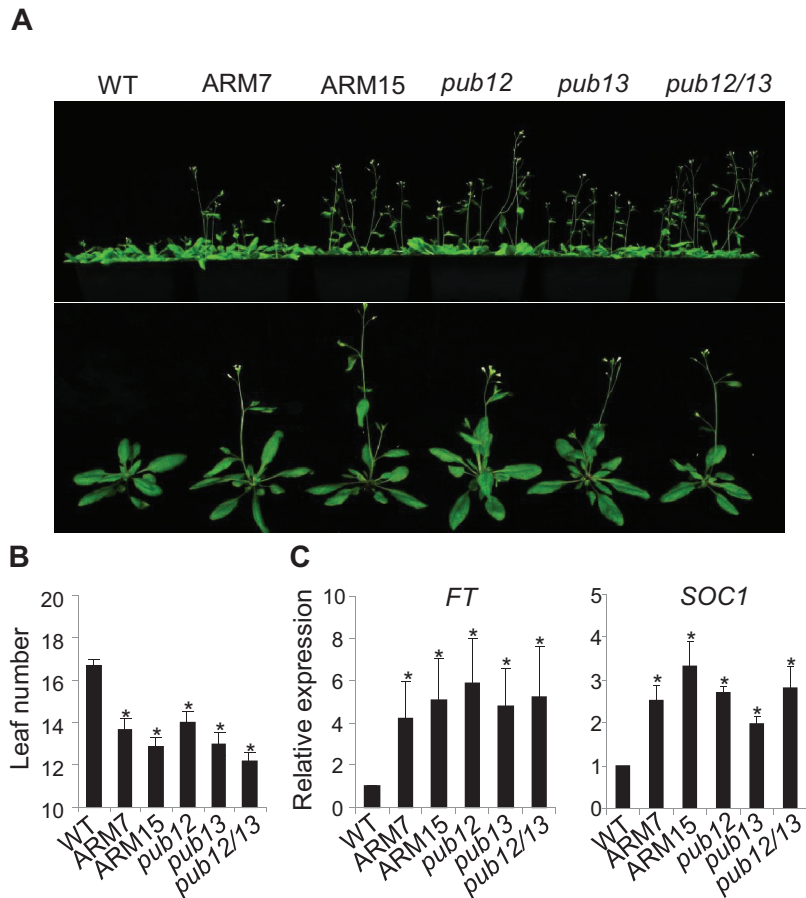 A
WT ARM7 ARM15 pub12 pub13 pub12/13
B
20
18
16
14
12
10
Leaf number
* * * * *
WT ARM7 ARM15 pub12 pub13 pub12/13
C
FT
10
8
6
4
2
0
Relative expression
* * * * *
WT ARM7 ARM15 pub12 pub13 pub12/13
SOC1
5
4
3
2
1
0
* * * * *
WT ARM7 ARM15 pub12 pub13 pub12/13